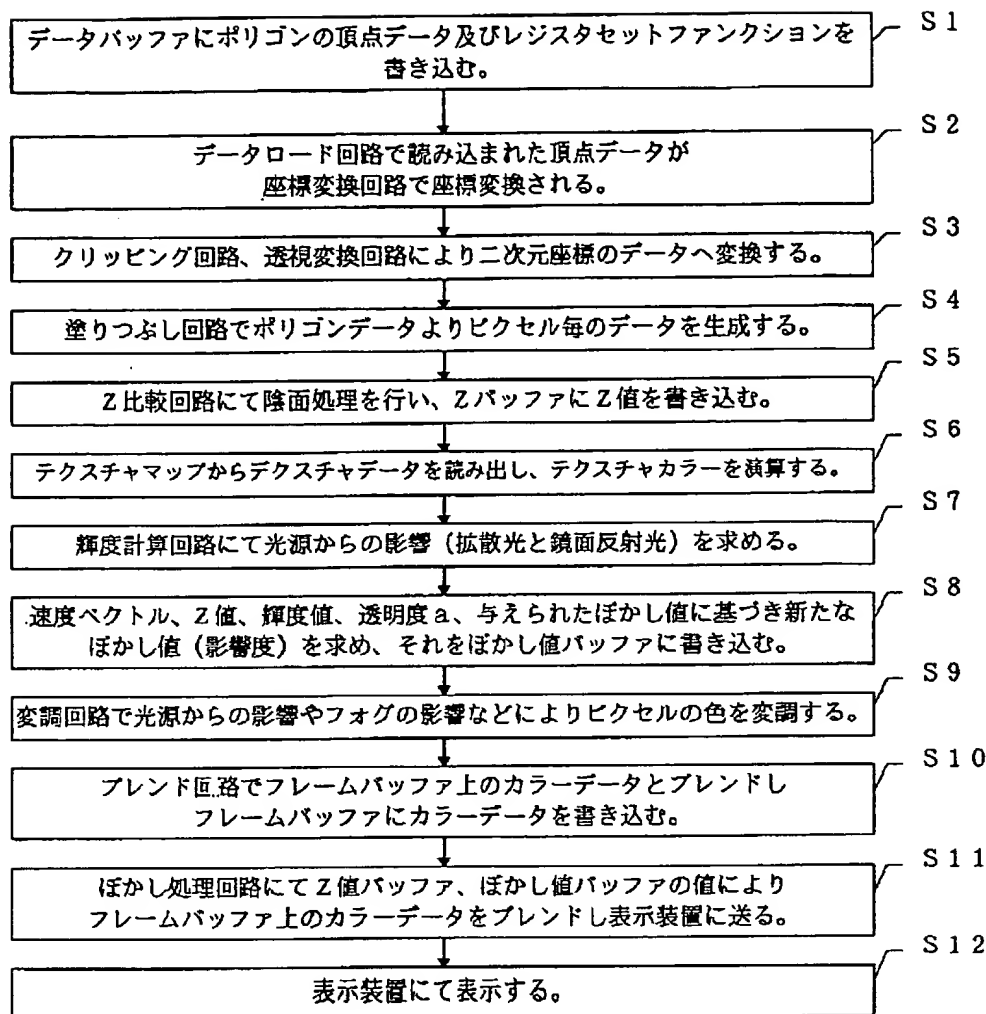 データバッファにポリゴンの頂点データ及びレジスタセットファンクションを
書き込む。
S1
データロード回路で読み込まれた頂点データが
座標変換回路で座標変換される。
S2
クリッピング回路、透視変換回路により二次元座標のデータへ変換する。
S3
塗りつぶし回路でポリゴンデータよりピクセル毎のデータを生成する。
S4
Z比較回路にて陰面処理を行い、ZバッファにZ値を書き込む。
S5
テクスチャマップからデクスチャデータを読み出し、テクスチャカラーを演算する。
S6
輝度計算回路にて光源からの影響（拡散光と鏡面反射光）を求める。
S7
速度ベクトル、Z値、輝度値、透明度a、与えられたぼかし値に基づき新たな
ぼかし値（影響度）を求め、それをぼかし値バッファに書き込む。
S8
変調回路で光源からの影響やフォグの影響などによりピクセルの色を変調する。
S9
ブレンド回路でフレームバッファ上のカラーデータとブレンドし
フレームバッファにカラーデータを書き込む。
S10
ぼかし処理回路にてZ値バッファ、ぼかし値バッファの値により
フレームバッファ上のカラーデータをブレンドし表示装置に送る。
S11
表示装置にて表示する。
S12